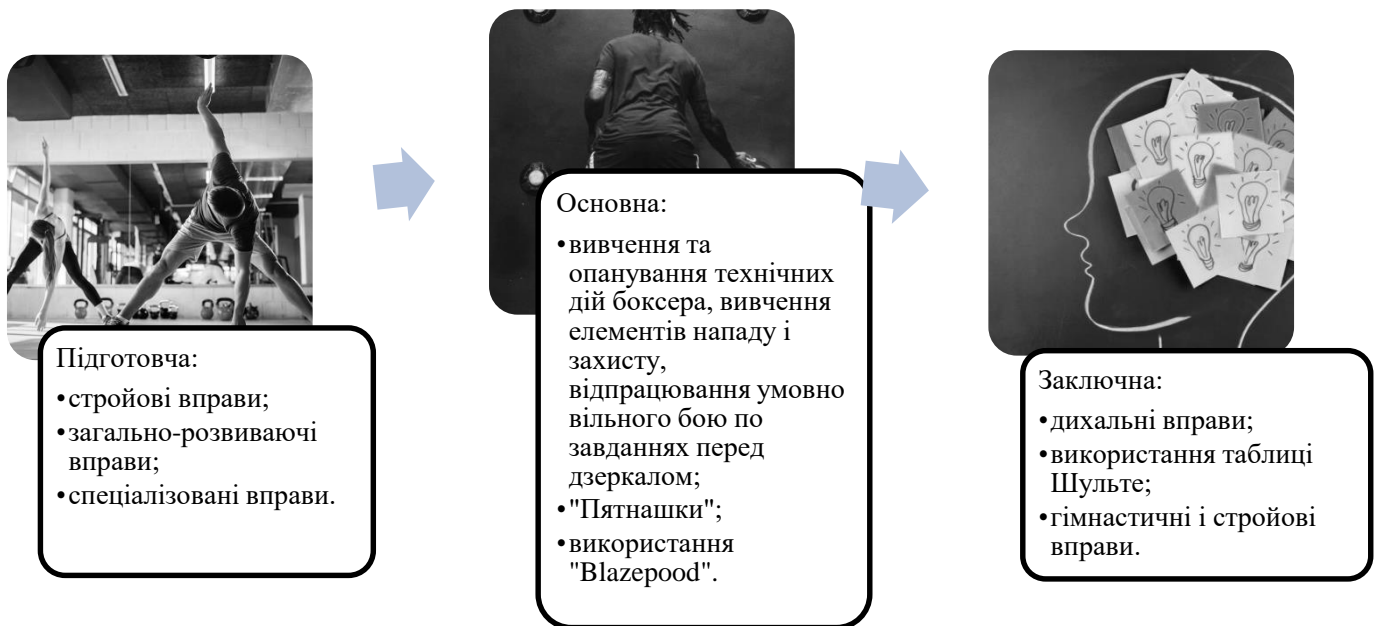 Підготовча:
•стройові вправи;
•загально-розвиваючі
вправи;
•спеціалізовані вправи.
Основна:
•вивчення та
опанування технічних
дій боксера, вивчення
елементів нападу і
захисту,
відпрацювання умовно
вільного бою по
завданнях перед
дзеркалом;
•"Пятнашки";
•використання
"Blazepood".
Заключна:
•дихальні вправи;
•використання таблиці
Шульте;
•гімнастичні і стройові
вправи.